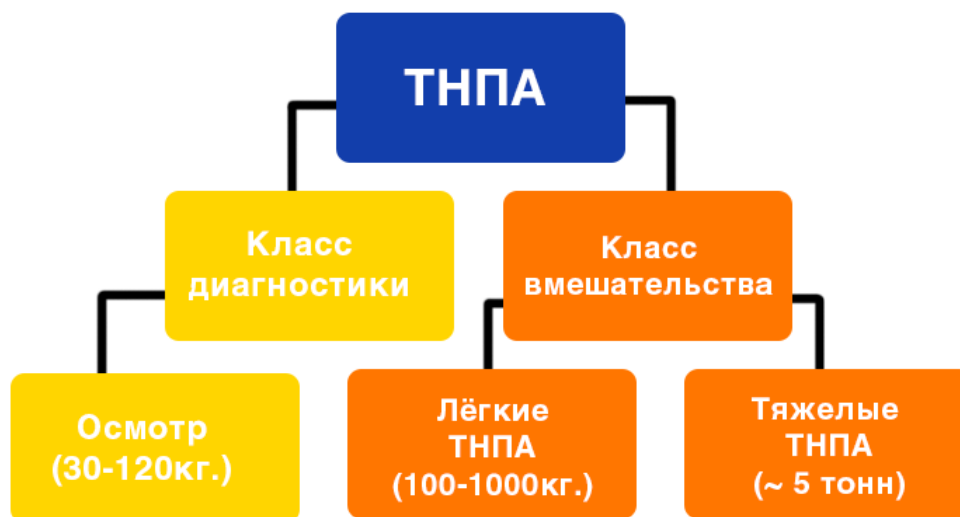 ТНПА
Класс
диагностики
Класс
вмешательства
Осмотр
(30-120кг.)
Лёгкие
ТНПА
(100-1000кг.)
Тяжелые
ТНПА
(~ 5 тонн)